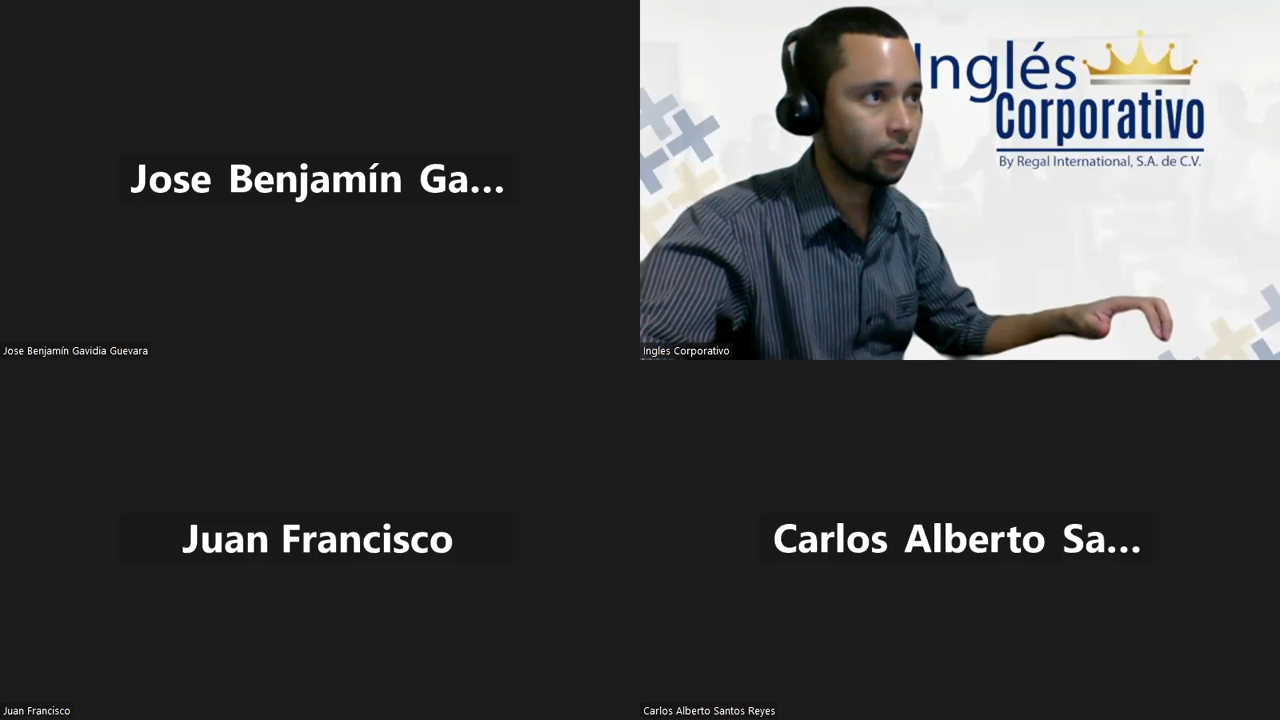 Jose Benjamín Ga...
Jose Benjamín Gavidia Guevara
Inglés
Corporativo
By Regal International, S.A. de C.V.
Ingles Corporativo
Juan Francisco
Juan Francisco
Carlos Alberto Sa...
Carlos Alberto Santos Reyes